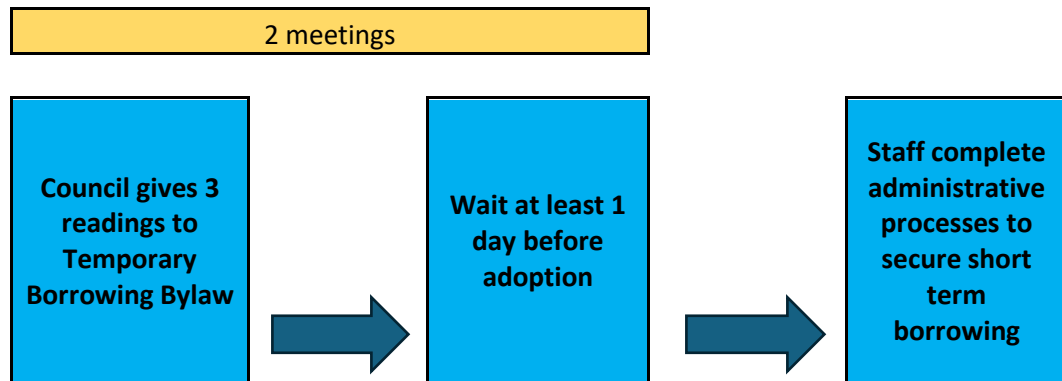 2 meetings
Council gives 3
readings to
Temporary
Borrowing Bylaw
Wait at least 1
day before
adoption
Staff complete
administrative
processes to
secure short
term
borrowing